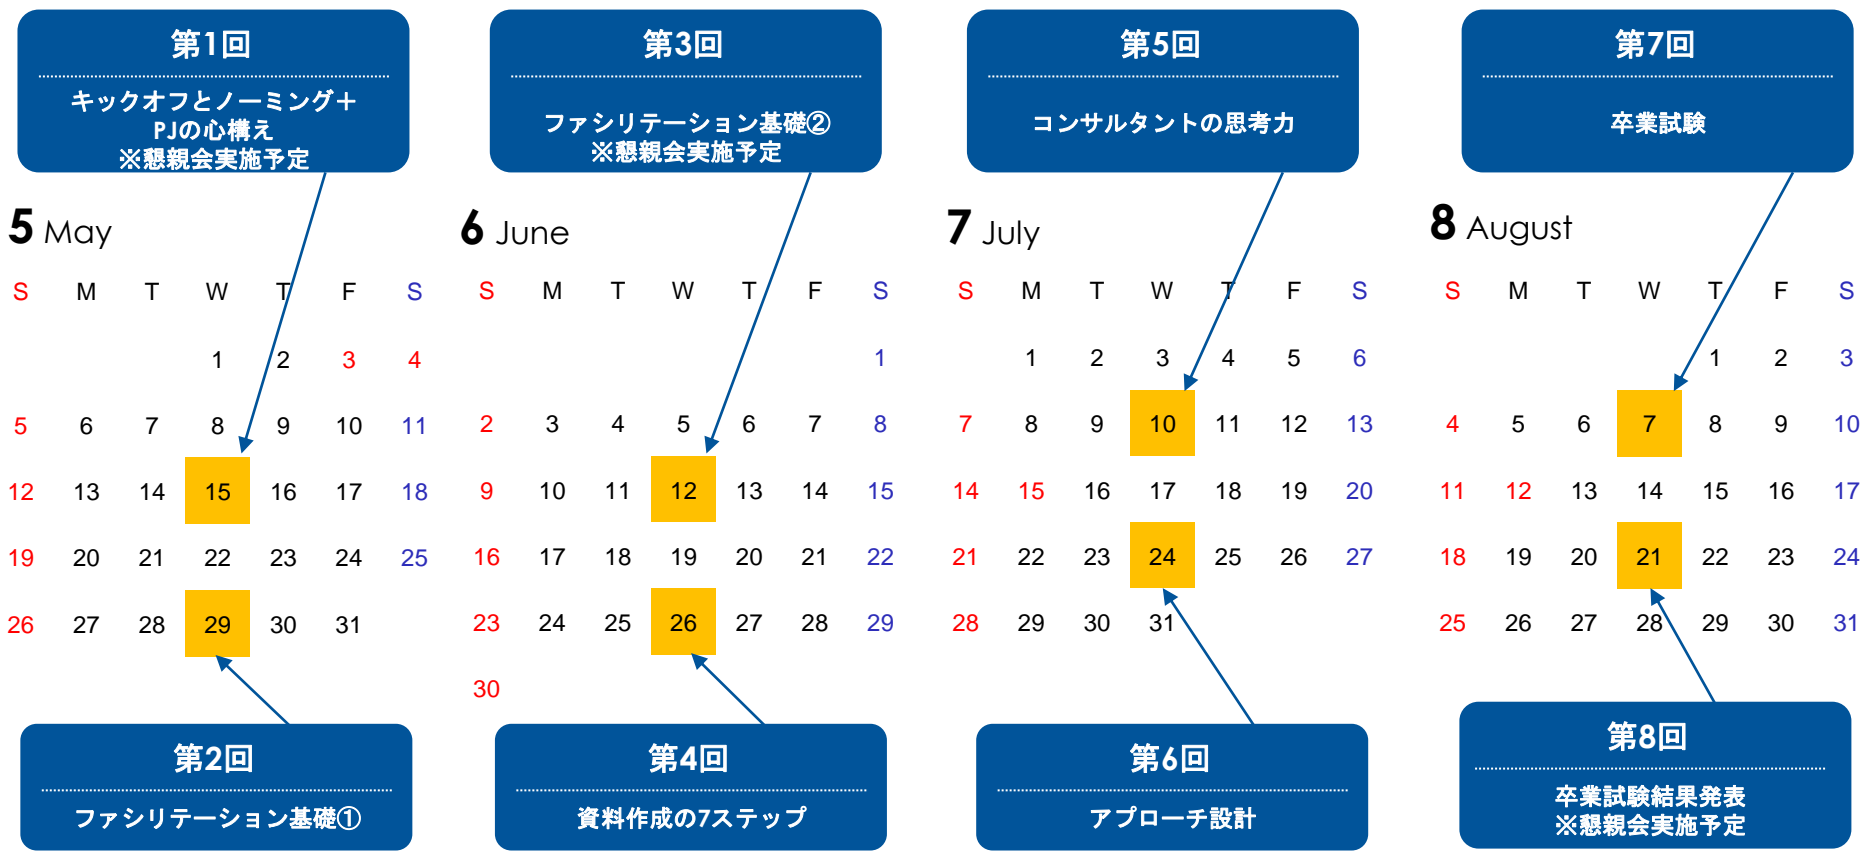 第1回
キックオフとノーミング＋
PJの心構え
※懇親会実施予定
第3回
ファシリテーション基礎②
※懇親会実施予定
第5回
コンサルタントの思考力
第7回
卒業試験
5 May
S M T W T F S
1 2 3 4
5 6 7 8 9 10 11
12 13 14 15 16 17 18
19 20 21 22 23 24 25
26 27 28 29 30 31
6 June
S M T W T F S
1
2 3 4 5 6 7 8
9 10 11 12 13 14 15
16 17 18 19 20 21 22
23 24 25 26 27 28 29
30
7 July
S M T W T F S
1 2 3 4 5 6
7 8 9 10 11 12 13
14 15 16 17 18 19 20
21 22 23 24 25 26 27
28 29 30 31
8 August
S M T W T F S
1 2 3
4 5 6 7 8 9 10
11 12 13 14 15 16 17
18 19 20 21 22 23 24
25 26 27 28 29 30 31
第2回
ファシリテーション基礎①
第4回
資料作成の7ステップ
第6回
アプローチ設計
第8回
卒業試験結果発表
※懇親会実施予定